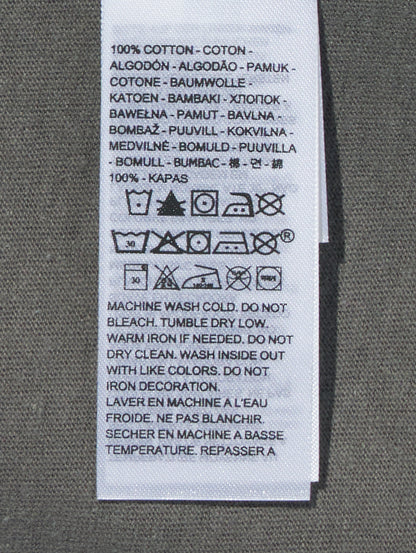 100% COTTON - COTON -
ALGODÓN - ALGODÃO - PAMUK -
COTONE - BAUMWOLLE -
KATOEN - BAMBAKI - ХЛОПОК -
BAWEŁNA - PAMUT - BAVLNA -
BOMBAŽ - PUUVILL - KOKVILNA -
MEDVILNĖ - BOMULD - PUUVILLA
- BOMULL - BUMBAC - 棉 - 면 - 綿
100% - KAPAS
30 ®
30
MACHINE WASH COLD. DO NOT
BLEACH. TUMBLE DRY LOW.
WARM IRON IF NEEDED. DO NOT
DRY CLEAN. WASH INSIDE OUT
WITH LIKE COLORS. DO NOT
IRON DECORATION.
LAVER EN MACHINE A L'EAU
FROIDE. NE PAS BLANCHIR.
SECHER EN MACHINE A BASSE
TEMPERATURE. REPASSER A